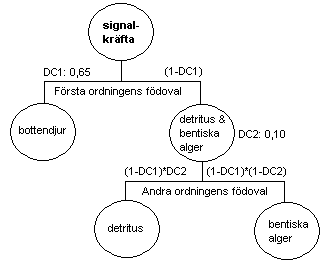 signal-
kräfta
DC1: 0,65
(1-DC1)
Första ordningens födoval
bottendjur
detritus &
bentiska
alger
DC2: 0,10
(1-DC1)*DC2
(1-DC1)*(1-DC2)
Andra ordningens födoval
detritus
bentiska
alger